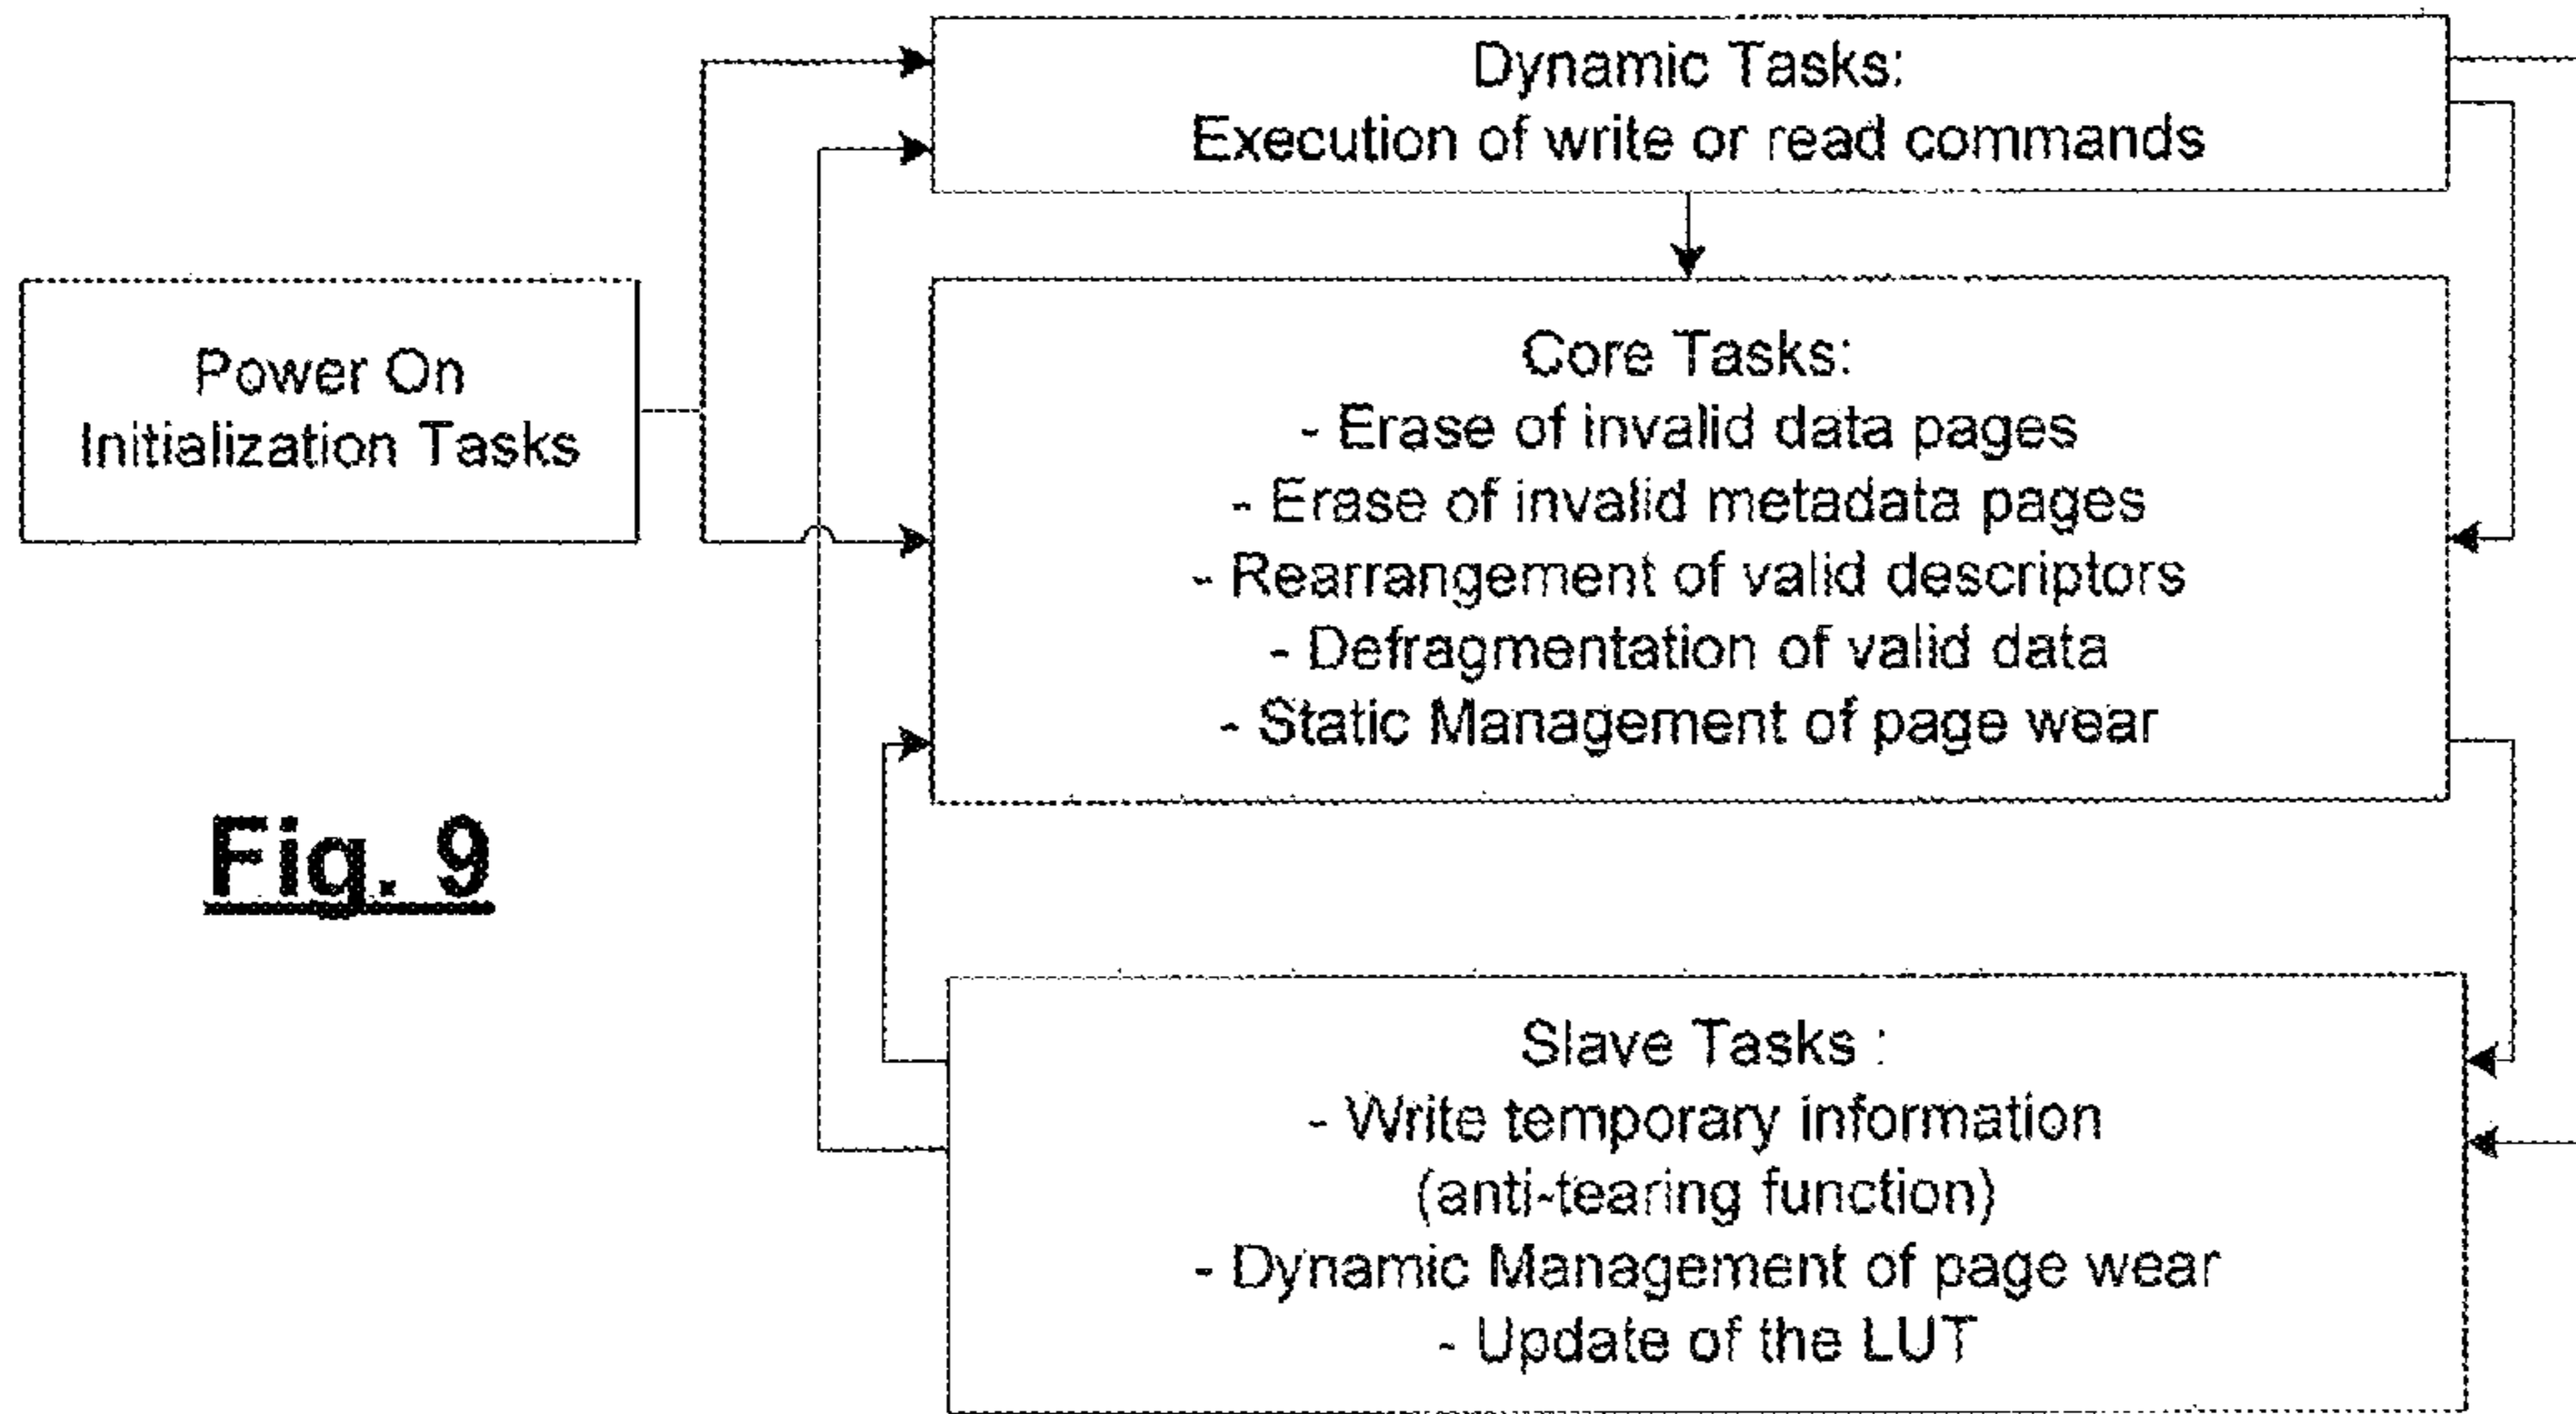 Dynamic Tasks:
Execution of write or read commands
Power On
Initialization Tasks
Core Tasks:
- Erase of invalid data pages
- Erase of invalid metadata pages
- Rearrangement of valid descriptors
- Defragmentation of valid data
- Static Management of page wear
Fig. 9
Slave Tasks :
- Write temporary information
(anti-tearing function)
- Dynamic Management of page wear
- Update of the LUT